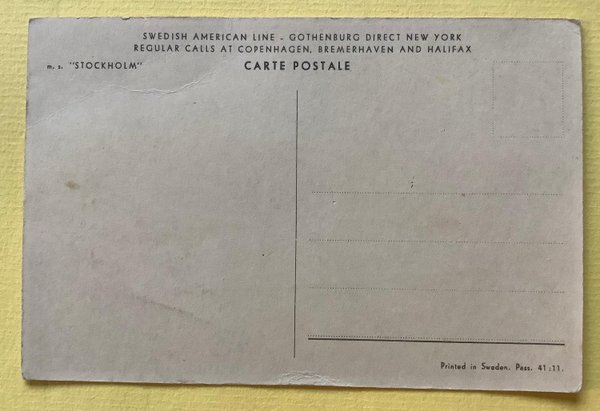 SWEDISH AMERICAN LINE - GOTHENBURG DIRECT NEW YORK
REGULAR CALLS AT COPENHAGEN, BREMERHAVEN AND HALIFAX
m. s. "STOCKHOLM"
CARTE POSTALE
Printed in Sweden. Pass. 41:11.